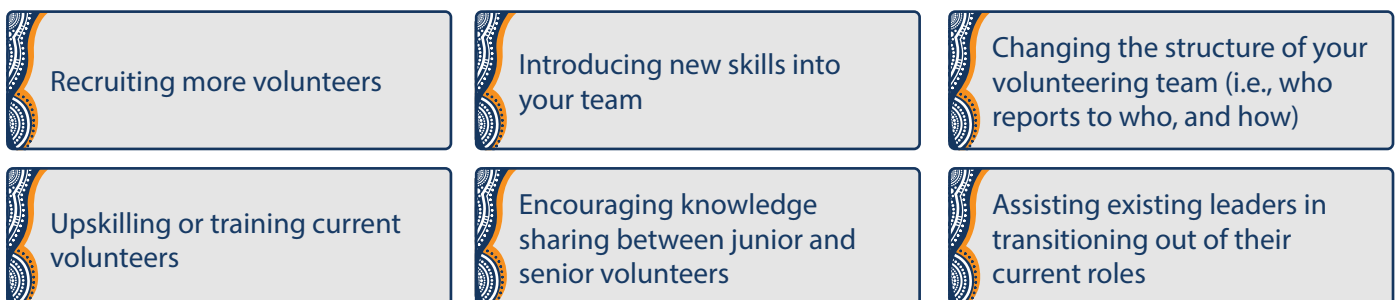 Recruiting more volunteers
Introducing new skills into
your team
Changing the structure of your
volunteering team (i.e., who
reports to who, and how)
Upskilling or training current
volunteers
Encouraging knowledge
sharing between junior and
senior volunteers
Assisting existing leaders in
transitioning out of their
current roles